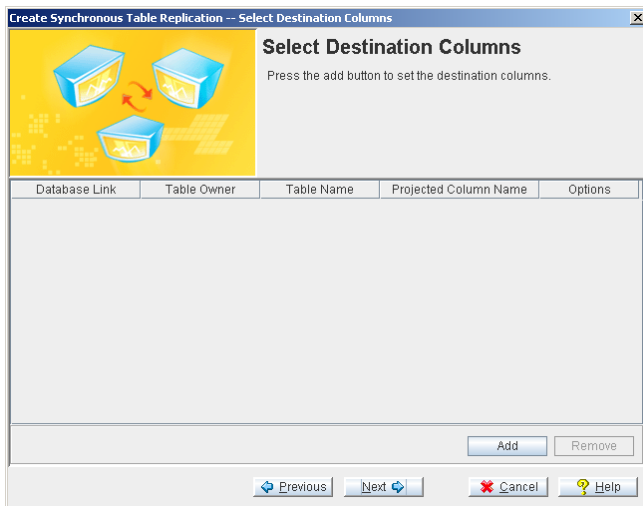 Create Synchronous Table Replication -- Select Destination Columns
Select Destination Columns
Press the add button to set the destination columns.
Database Link Table Owner Table Name Projected Column Name Options
Add Remove
Previous Next Cancel Help